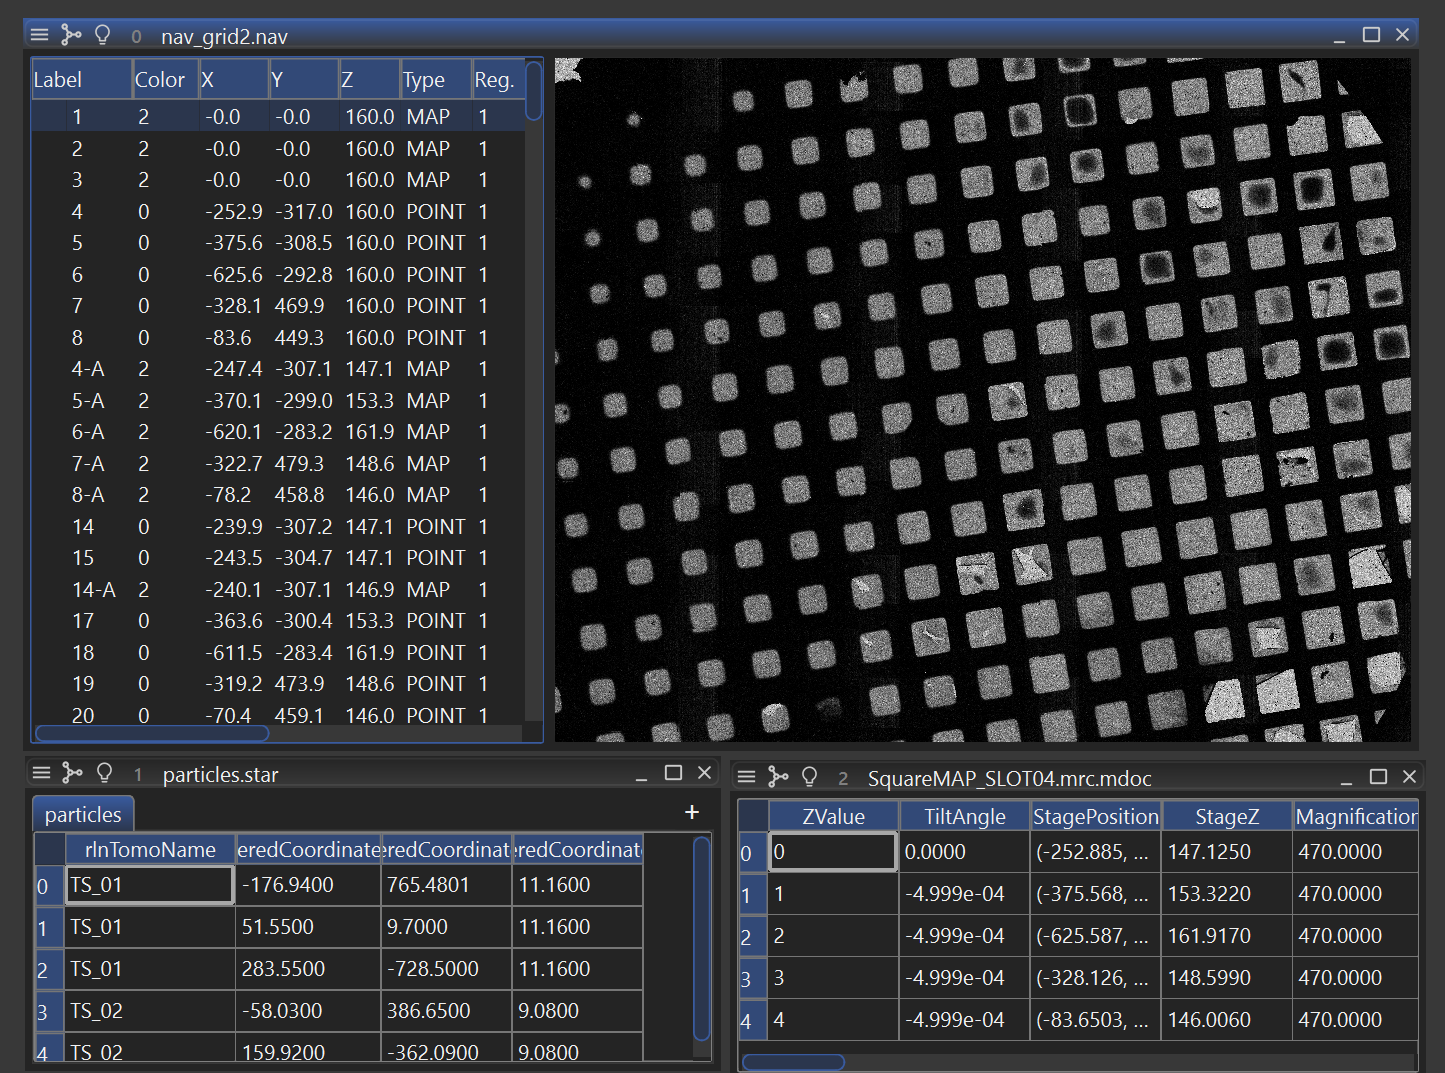 0 nav_grid2.nav
Label Color X Y Z Type Reg.
1 2 -0.0 -0.0 160.0 MAP 1
2 2 -0.0 -0.0 160.0 MAP 1
3 2 -0.0 -0.0 160.0 MAP 1
4 0 -252.9 -317.0 160.0 POINT 1
5 0 -375.6 -308.5 160.0 POINT 1
6 0 -625.6 -292.8 160.0 POINT 1
7 0 -328.1 469.9 160.0 POINT 1
8 0 -83.6 449.3 160.0 POINT 1
4-A 2 -247.4 -307.1 147.1 MAP 1
5-A 2 -370.1 -299.0 153.3 MAP 1
6-A 2 -620.1 -283.2 161.9 MAP 1
7-A 2 -322.7 479.3 148.6 MAP 1
8-A 2 -78.2 458.8 146.0 MAP 1
14 0 -239.9 -307.2 147.1 POINT 1
15 0 -243.5 -304.7 147.1 POINT 1
14-A 2 -240.1 -307.1 146.9 MAP 1
17 0 -363.6 -300.4 153.3 POINT 1
18 0 -611.5 -283.4 161.9 POINT 1
19 0 -319.2 473.9 148.6 POINT 1
20 0 -70.4 459.1 146.0 POINT 1
1 particles.star
particles +
rlnTomoName eredCoordinate eredCoordinat eredCoordinat
0 TS_01 -176.9400 765.4801 11.1600
1 TS_01 51.5500 9.7000 11.1600
2 TS_01 283.5500 -728.5000 11.1600
3 TS_02 -58.0300 386.6500 9.0800
4 TS_02 159.9200 -362.0900 9.0800
2 SquareMAP_SLOT04.mrc.mdoc
ZValue TiltAngle StagePosition StageZ Magnification
0 0 0.0000 (-252.885, ... 147.1250 470.0000
1 1 -4.999e-04 (-375.568, ... 153.3220 470.0000
2 2 -4.999e-04 (-625.587, ... 161.9170 470.0000
3 3 -4.999e-04 (-328.126, ... 148.5990 470.0000
4 4 -4.999e-04 (-83.6503, ... 146.0060 470.0000